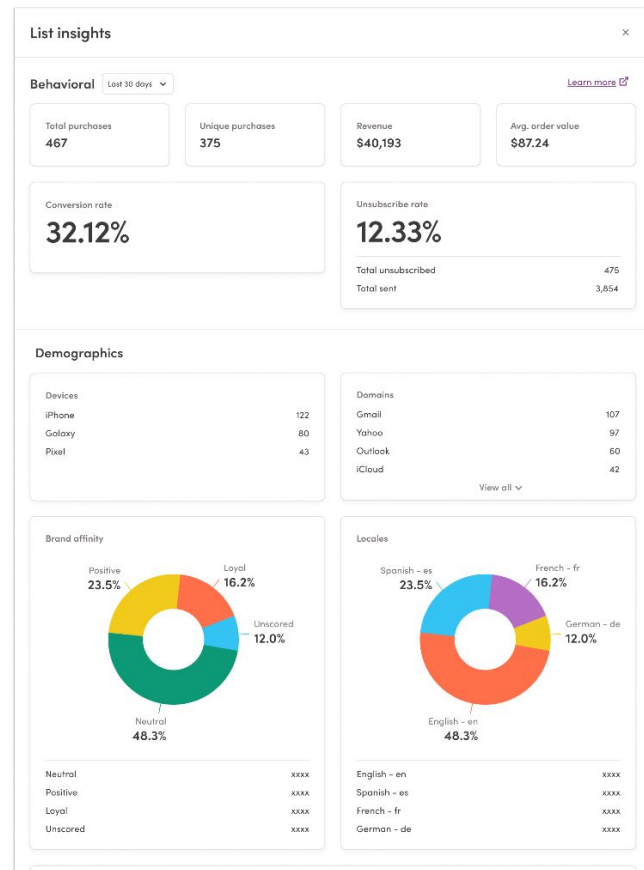 List insights
×
Behavioral Last 30 days Learn more
Total purchases
467
Unique purchases
375
Revenue
$40,193
Avg. order value
$87.24
Conversion rate
32.12%
Unsubscribe rate
12.33%
Total unsubscribed 475
Total sent 3,854
Demographics
Devices
iPhone 122
Galaxy 80
Pixel 43
Domains
Gmail 107
Yahoo 97
Outlook 60
iCloud 42
View all
Brand affinity
Positive
23.5%
Loyal
16.2%
Unscored
12.0%
Neutral
48.3%
Neutral xxxx
Positive xxxx
Loyal xxxx
Unscored xxxx
Locales
Spanish - es
23.5%
French - fr
16.2%
German - de
12.0%
English - en
48.3%
English - en xxxx
Spanish - es xxxx
French - fr xxxx
German - de xxxx